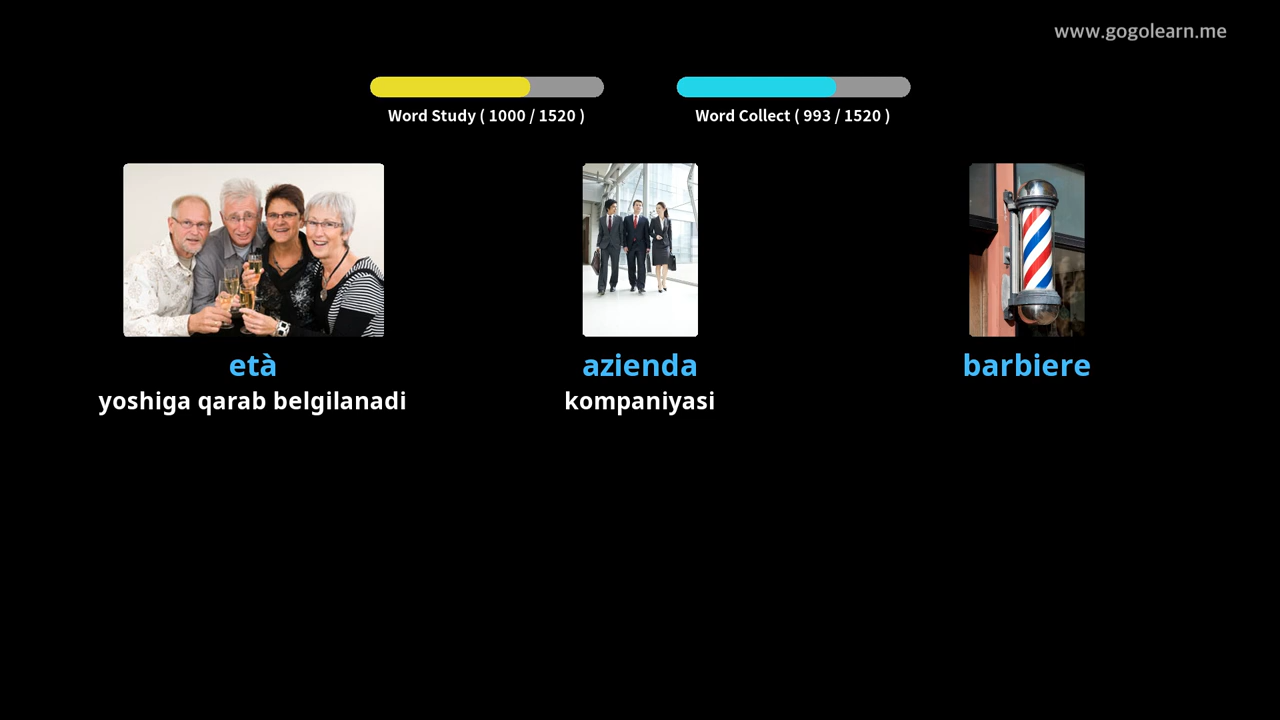 www.gogolearn.me
Word Study ( 1000 / 1520 )
Word Collect ( 993 / 1520 )
età
azienda
barbiere
yoshiga qarab belgilanadi
kompaniyasi